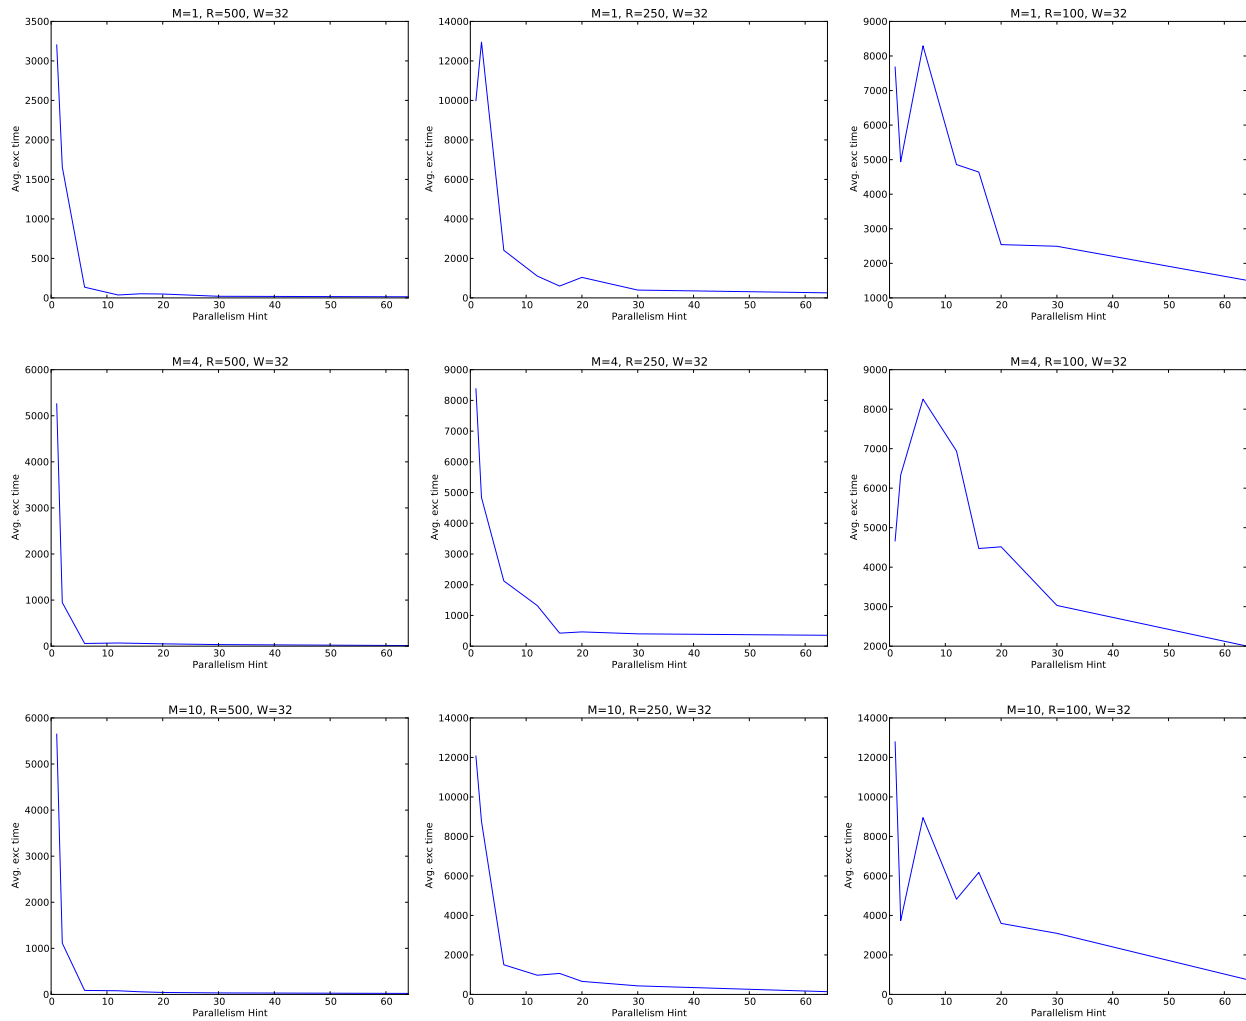 M=1, R=500, W=32
3500
3000
2500
2000
1500
1000
500
0
Avg. exc time
0 10 20 30 40 50 60
Parallelism Hint
M=1, R=250, W=32
14000
12000
10000
8000
6000
4000
2000
0
Avg. exc time
0 10 20 30 40 50 60
Parallelism Hint
M=1, R=100, W=32
9000
8000
7000
6000
5000
4000
3000
2000
1000
Avg. exc time
0 10 20 30 40 50 60
Parallelism Hint
M=4, R=500, W=32
6000
5000
4000
3000
2000
1000
0
Avg. exc time
0 10 20 30 40 50 60
Parallelism Hint
M=4, R=250, W=32
9000
8000
7000
6000
5000
4000
3000
2000
1000
0
Avg. exc time
0 10 20 30 40 50 60
Parallelism Hint
M=4, R=100, W=32
9000
8000
7000
6000
5000
4000
3000
2000
Avg. exc time
0 10 20 30 40 50 60
Parallelism Hint
M=10, R=500, W=32
6000
5000
4000
3000
2000
1000
0
Avg. exc time
0 10 20 30 40 50 60
Parallelism Hint
M=10, R=250, W=32
14000
12000
10000
8000
6000
4000
2000
0
Avg. exc time
0 10 20 30 40 50 60
Parallelism Hint
M=10, R=100, W=32
14000
12000
10000
8000
6000
4000
2000
0
Avg. exc time
0 10 20 30 40 50 60
Parallelism Hint